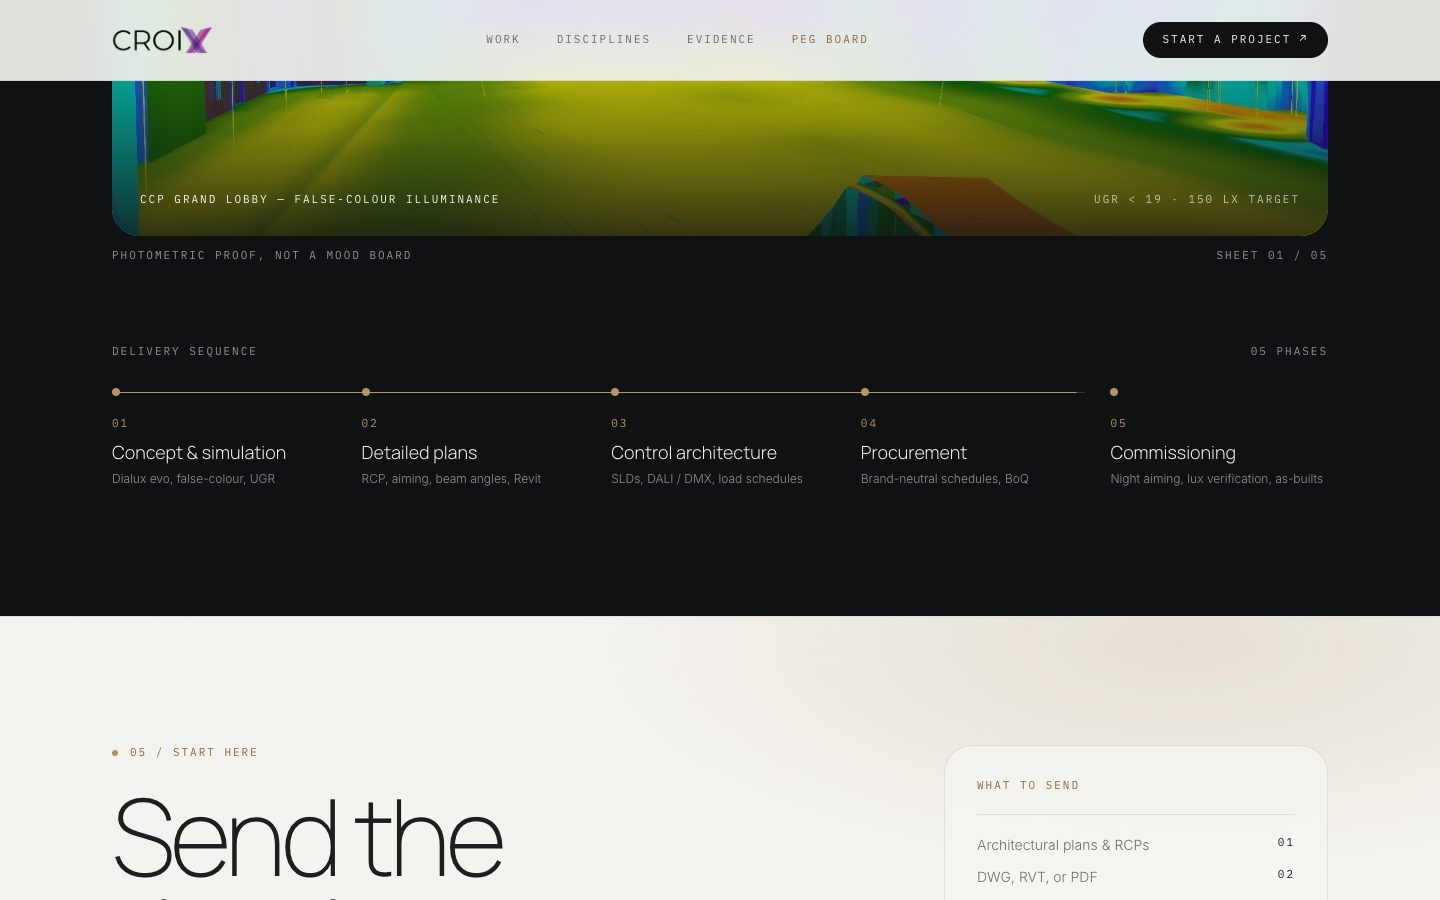 CROIX
WORK
DISCIPLINES
EVIDENCE
PEG BOARD
START A PROJECT ↗
CCP GRAND LOBBY — FALSE-COLOUR ILLUMINANCE
UGR < 19 · 150 LX TARGET
PHOTOMETRIC PROOF, NOT A MOOD BOARD
SHEET 01 / 05
DELIVERY SEQUENCE
05 PHASES
01
Concept & simulation
Dialux evo, false-colour, UGR
02
Detailed plans
RCP, aiming, beam angles, Revit
03
Control architecture
SLDs, DALI / DMX, load schedules
04
Procurement
Brand-neutral schedules, BoQ
05
Commissioning
Night aiming, lux verification, as-builts
05 / START HERE
Send the
WHAT TO SEND
Architectural plans & RCPs 01
DWG, RVT, or PDF 02